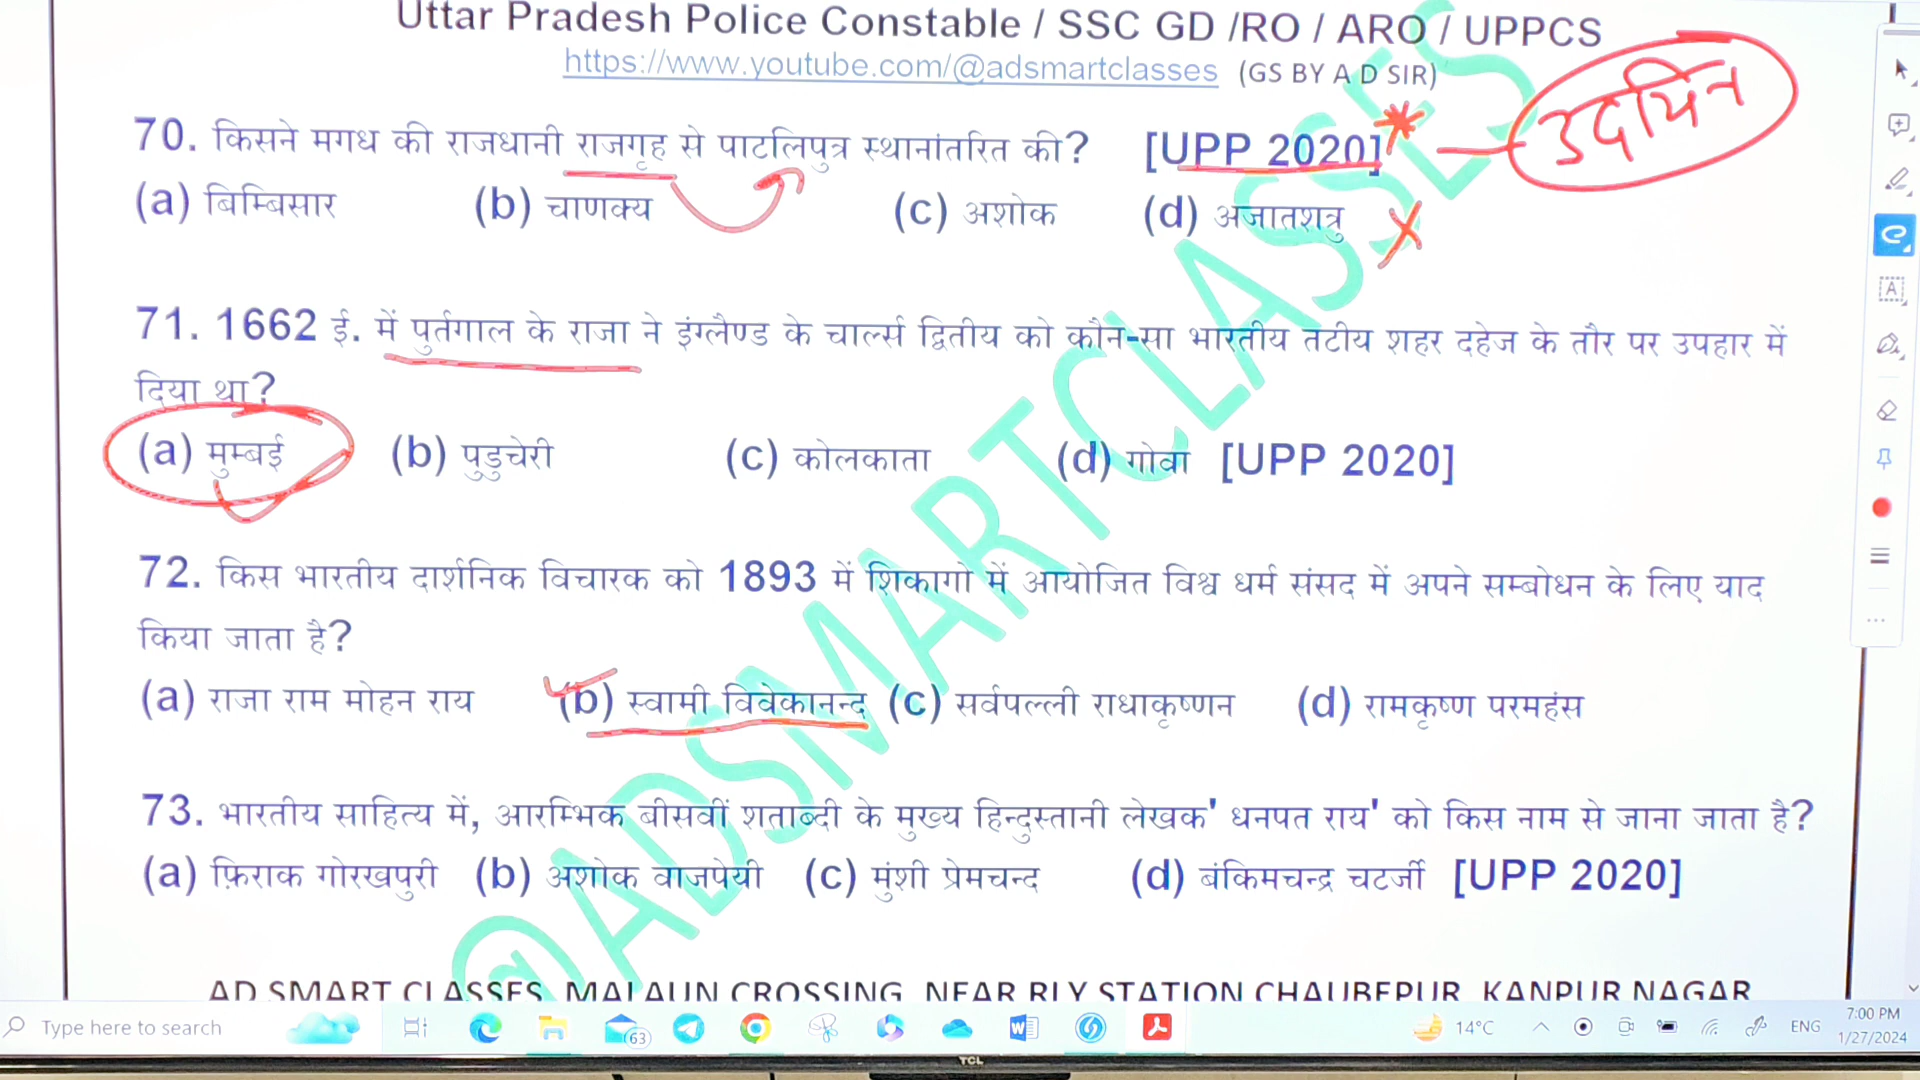 Uttar Pradesh Police Constable / SSC GD /RO / ARO / UPPCS
https://www.youtube.com/@adsmartclasses (GS BY A D SIR)
उदयिन
70. किसने मगध की राजधानी राजगृह से पाटलिपुत्र स्थानांतरित की? [UPP 2020]
(a) बिम्बिसार (b) चाणक्य (c) अशोक (d) अजातशत्रु
71. 1662 ई. में पुर्तगाल के राजा ने इंग्लैण्ड के चार्ल्स द्वितीय को कौन-सा भारतीय तटीय शहर दहेज के तौर पर उपहार में
दिया था?
(a) मुम्बई (b) पुडुचेरी (c) कोलकाता (d) गोवा [UPP 2020]
72. किस भारतीय दार्शनिक विचारक को 1893 में शिकागो में आयोजित विश्व धर्म संसद में अपने सम्बोधन के लिए याद
किया जाता है?
(a) राजा राम मोहन राय (b) स्वामी विवेकानन्द (c) सर्वपल्ली राधाकृष्णन (d) रामकृष्ण परमहंस
73. भारतीय साहित्य में, आरम्भिक बीसवीं शताब्दी के मुख्य हिन्दुस्तानी लेखक' धनपत राय' को किस नाम से जाना जाता है?
(a) फ़िराक गोरखपुरी (b) अशोक वाजपेयी (c) मुंशी प्रेमचन्द (d) बंकिमचन्द्र चटर्जी [UPP 2020]
@ADSMARTCLASSES
AD SMART CLASSES, MALAUN CROSSING, NEAR RLY STATION CHAUBEPUR, KANPUR NAGAR
Type here to search 63 14°C ENG 7:00 PM
1/27/2024
TCL